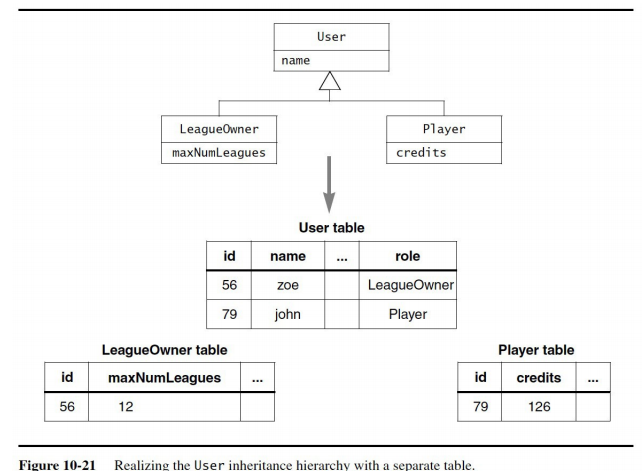 User
name
LeagueOwner
maxNumLeagues
Player
credits
User table
id name ... role
56 zoe LeagueOwner
79 john Player
LeagueOwner table
id maxNumLeagues ...
56 12
Player table
id credits ...
79 126
Figure 10-21 Realizing the User inheritance hierarchy with a separate table.